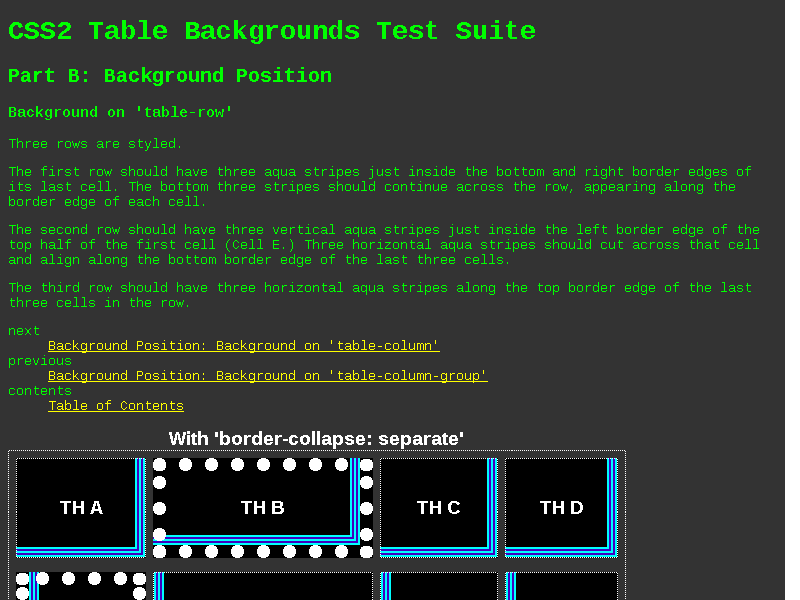 CSS2 Table Backgrounds Test Suite
Part B: Background Position
Background on 'table-row'
Three rows are styled.
The first row should have three aqua stripes just inside the bottom and right border edges of
its last cell. The bottom three stripes should continue across the row, appearing along the
border edge of each cell.
The second row should have three vertical aqua stripes just inside the left border edge of the
top half of the first cell (Cell E.) Three horizontal aqua stripes should cut across that cell
and align along the bottom border edge of the last three cells.
The third row should have three horizontal aqua stripes along the top border edge of the last
three cells in the row.
next
Background Position: Background on 'table-column'
previous
Background Position: Background on 'table-column-group'
contents
Table of Contents
With 'border-collapse: separate'
TH A TH B TH C TH D